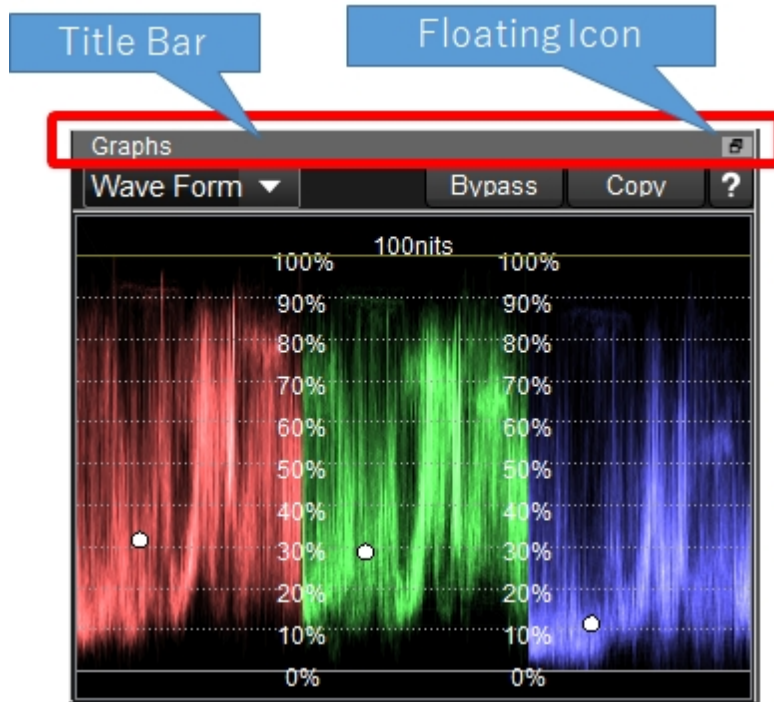 Title Bar
Floating Icon
Graphs
Wave Form
Bypass Copy ?
100nits
100% 100%
90% 90%
80% 80%
70% 70%
60% 60%
50% 50%
40% 40%
30% 30%
20% 20%
10% 10%
0% 0%